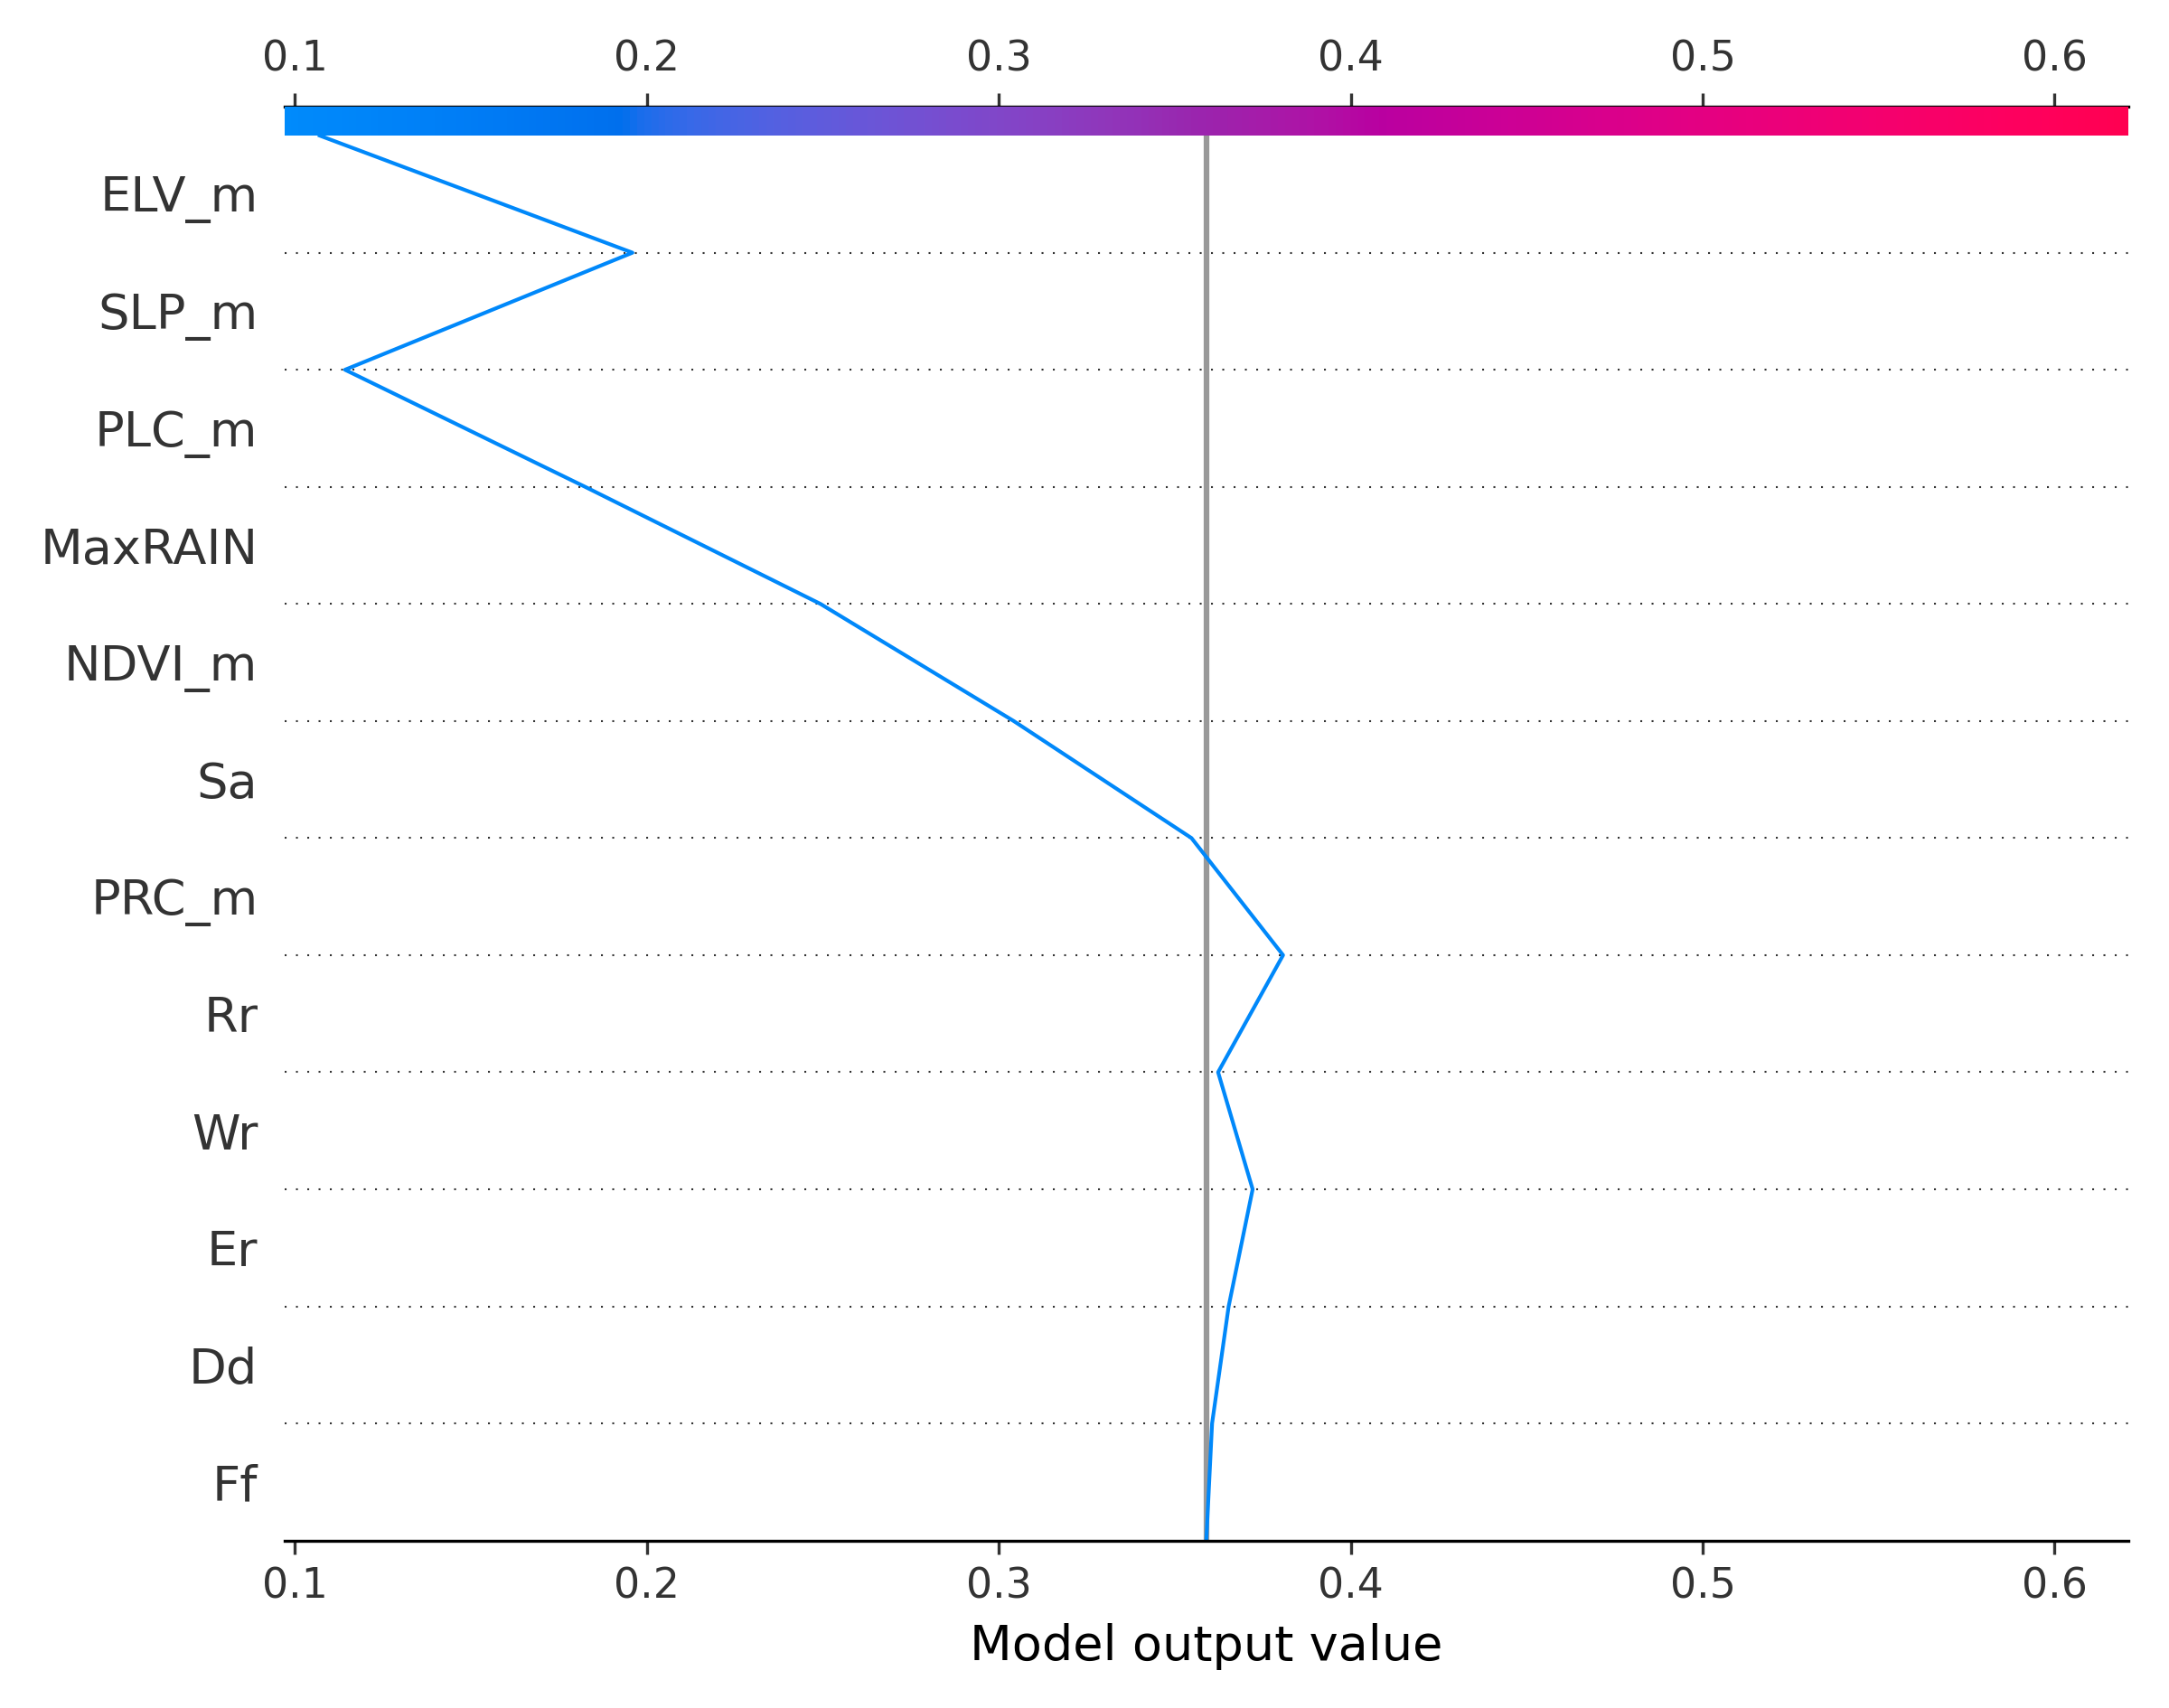 0.1 0.2 0.3 0.4 0.5 0.6
ELV_m
SLP_m
PLC_m
MaxRAIN
NDVI_m
Sa
PRC_m
Rr
Wr
Er
Dd
Ff
0.1 0.2 0.3 0.4 0.5 0.6
Model output value